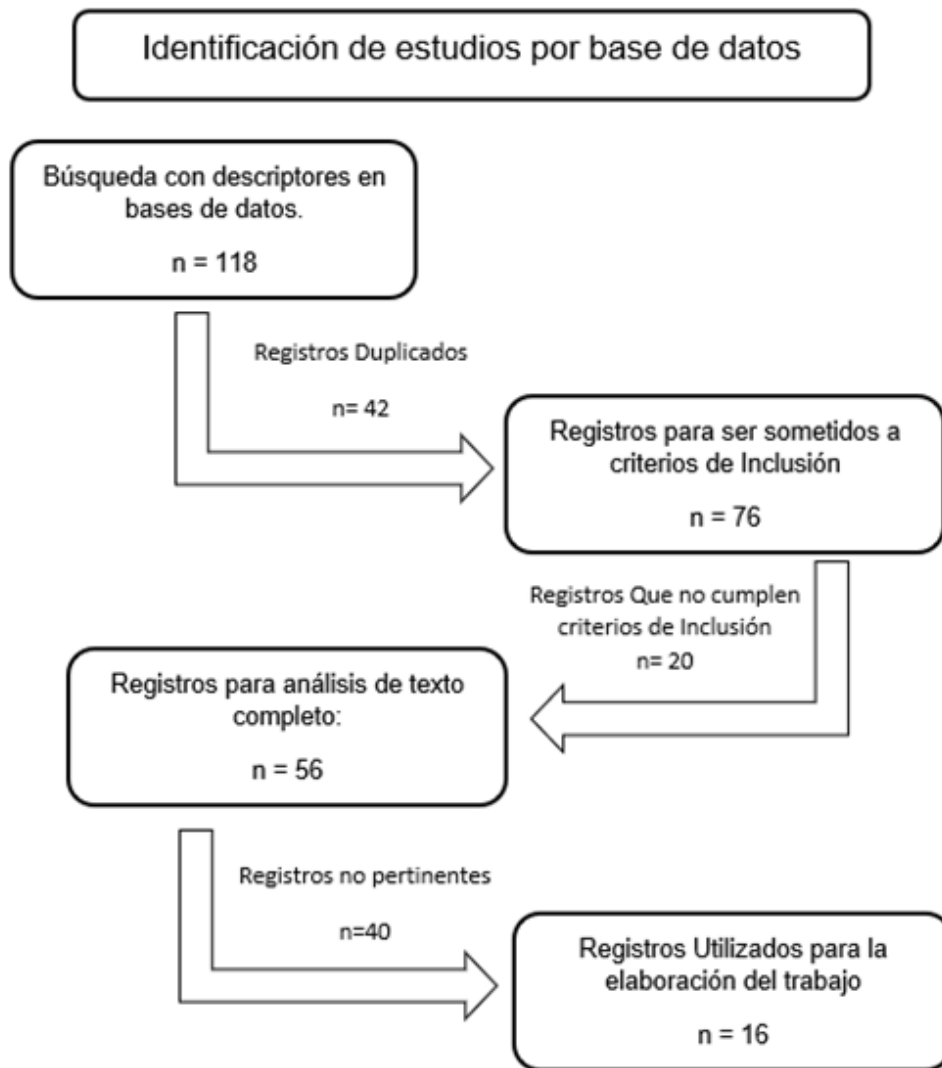 Identificación de estudios por base de datos
Búsqueda con descriptores en
bases de datos.
n = 118
Registros Duplicados
n= 42
Registros para ser sometidos a
criterios de Inclusión
n = 76
Registros Que no cumplen
criterios de Inclusión
n= 20
Registros para análisis de texto
completo:
n = 56
Registros no pertinentes
n=40
Registros Utilizados para la
elaboración del trabajo
n = 16